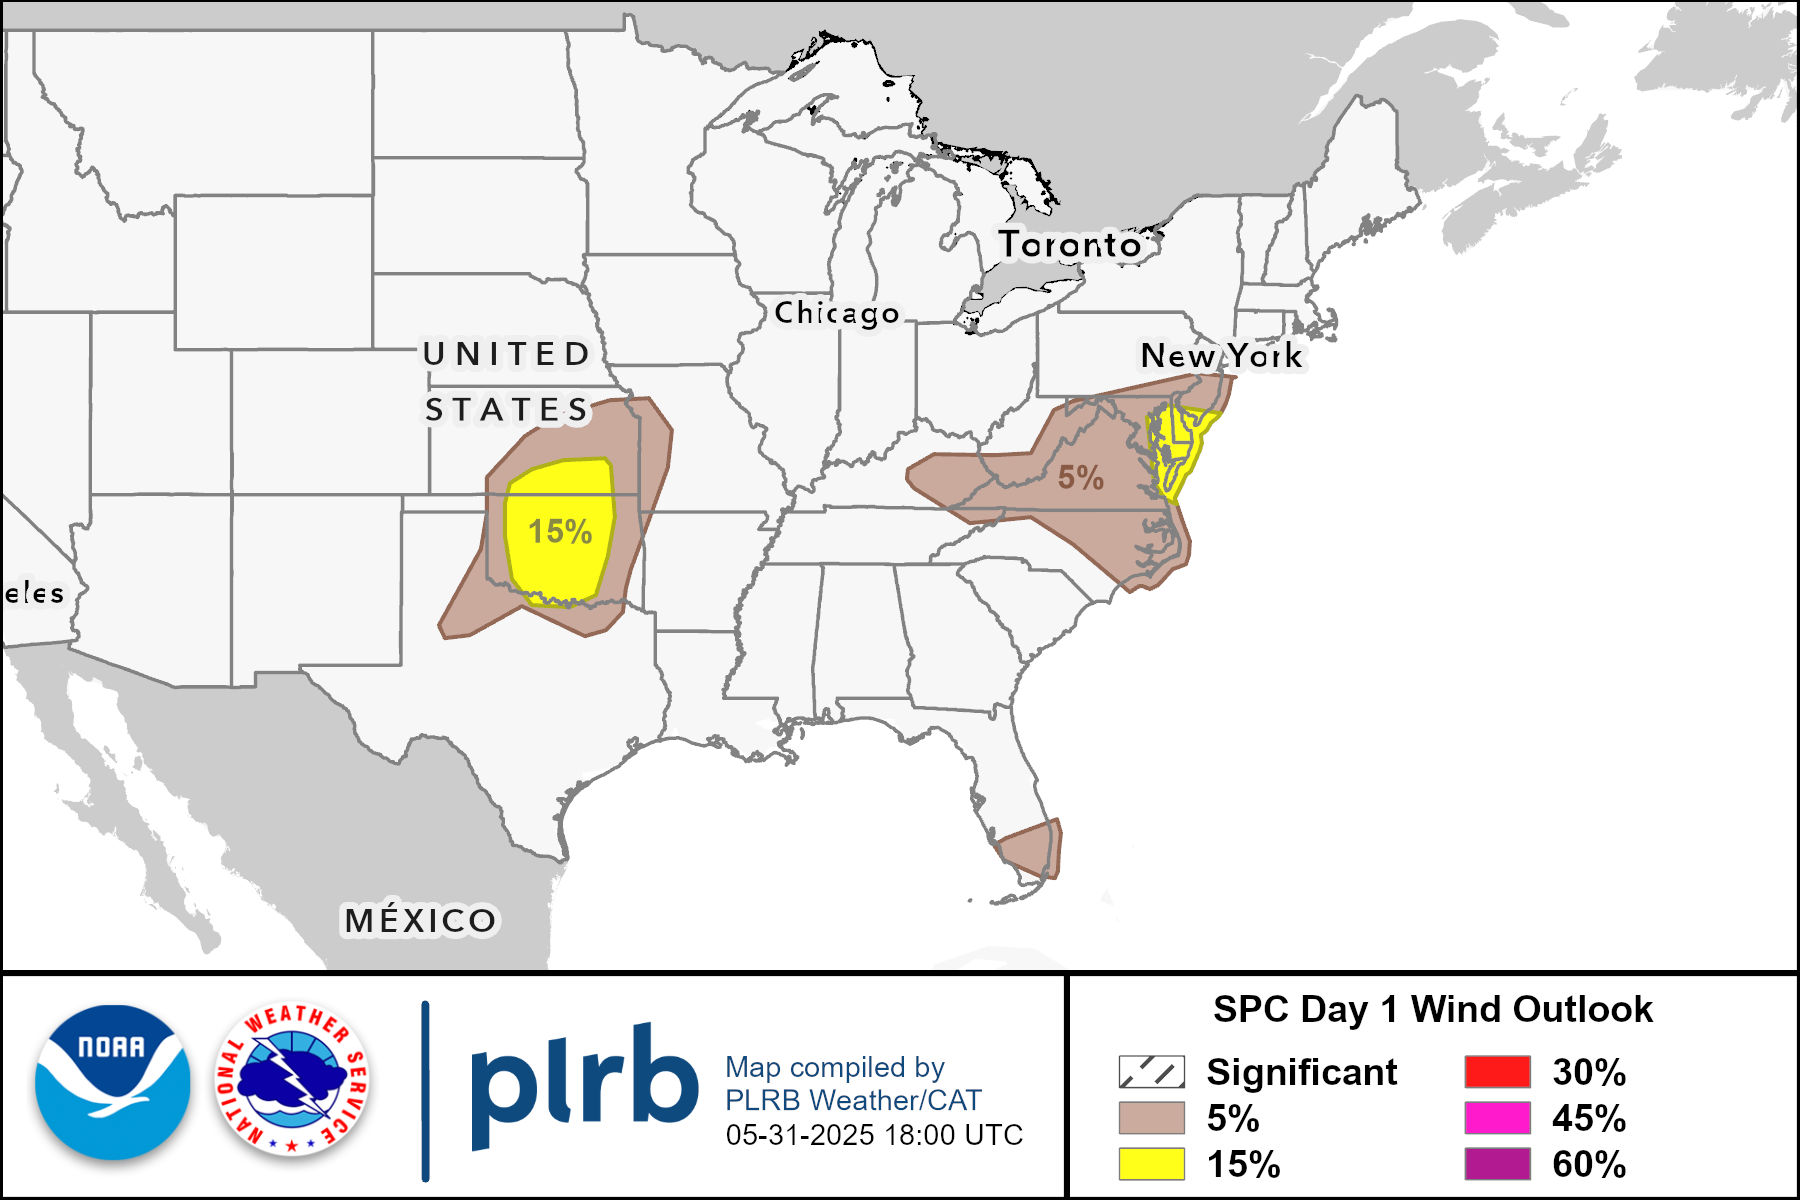 Toronto
Chicago
UNITED
New York
STATES
5%
15%
eles
MÉXICO
NOAA
NATIONAL WEATHER SERVICE
plrb
Map compiled by
PLRB Weather/CAT
05-31-2025 18:00 UTC
SPC Day 1 Wind Outlook
Significant
30%
5%
45%
15%
60%